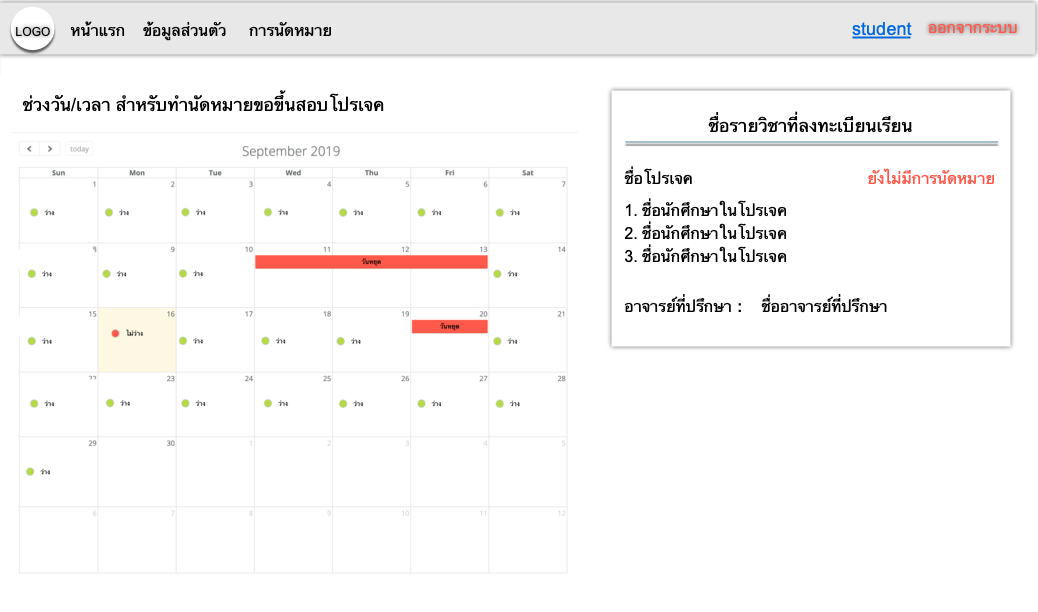 LOGO หน้าแรก ข้อมูลส่วนตัว การนัดหมาย student ออกจากระบบ
ช่วงวัน/เวลา สำหรับทำนัดหมายขอขึ้นสอบโปรเจค
today September 2019
Sun Mon Tue Wed Thu Fri Sat
1 2 3 4 5 6 7
ว่าง ว่าง ว่าง ว่าง ว่าง ว่าง ว่าง
9 10 11 12 13 14
วันหยุด
ว่าง ว่าง ว่าง ว่าง
15 16 17 18 19 20 21
วันหยุด
ว่าง ไม่ว่าง ว่าง ว่าง ว่าง ว่าง
22 23 24 25 26 27 28
ว่าง ว่าง ว่าง ว่าง ว่าง ว่าง ว่าง
29 30 1 2 3 4 5
ว่าง
6 7 8 9 10 11 12
ชื่อรายวิชาที่ลงทะเบียนเรียน
ชื่อโปรเจค ยังไม่มีการนัดหมาย
1. ชื่อนักศึกษาในโปรเจค
2. ชื่อนักศึกษาในโปรเจค
3. ชื่อนักศึกษาในโปรเจค
อาจารย์ที่ปรึกษา : ชื่ออาจารย์ที่ปรึกษา